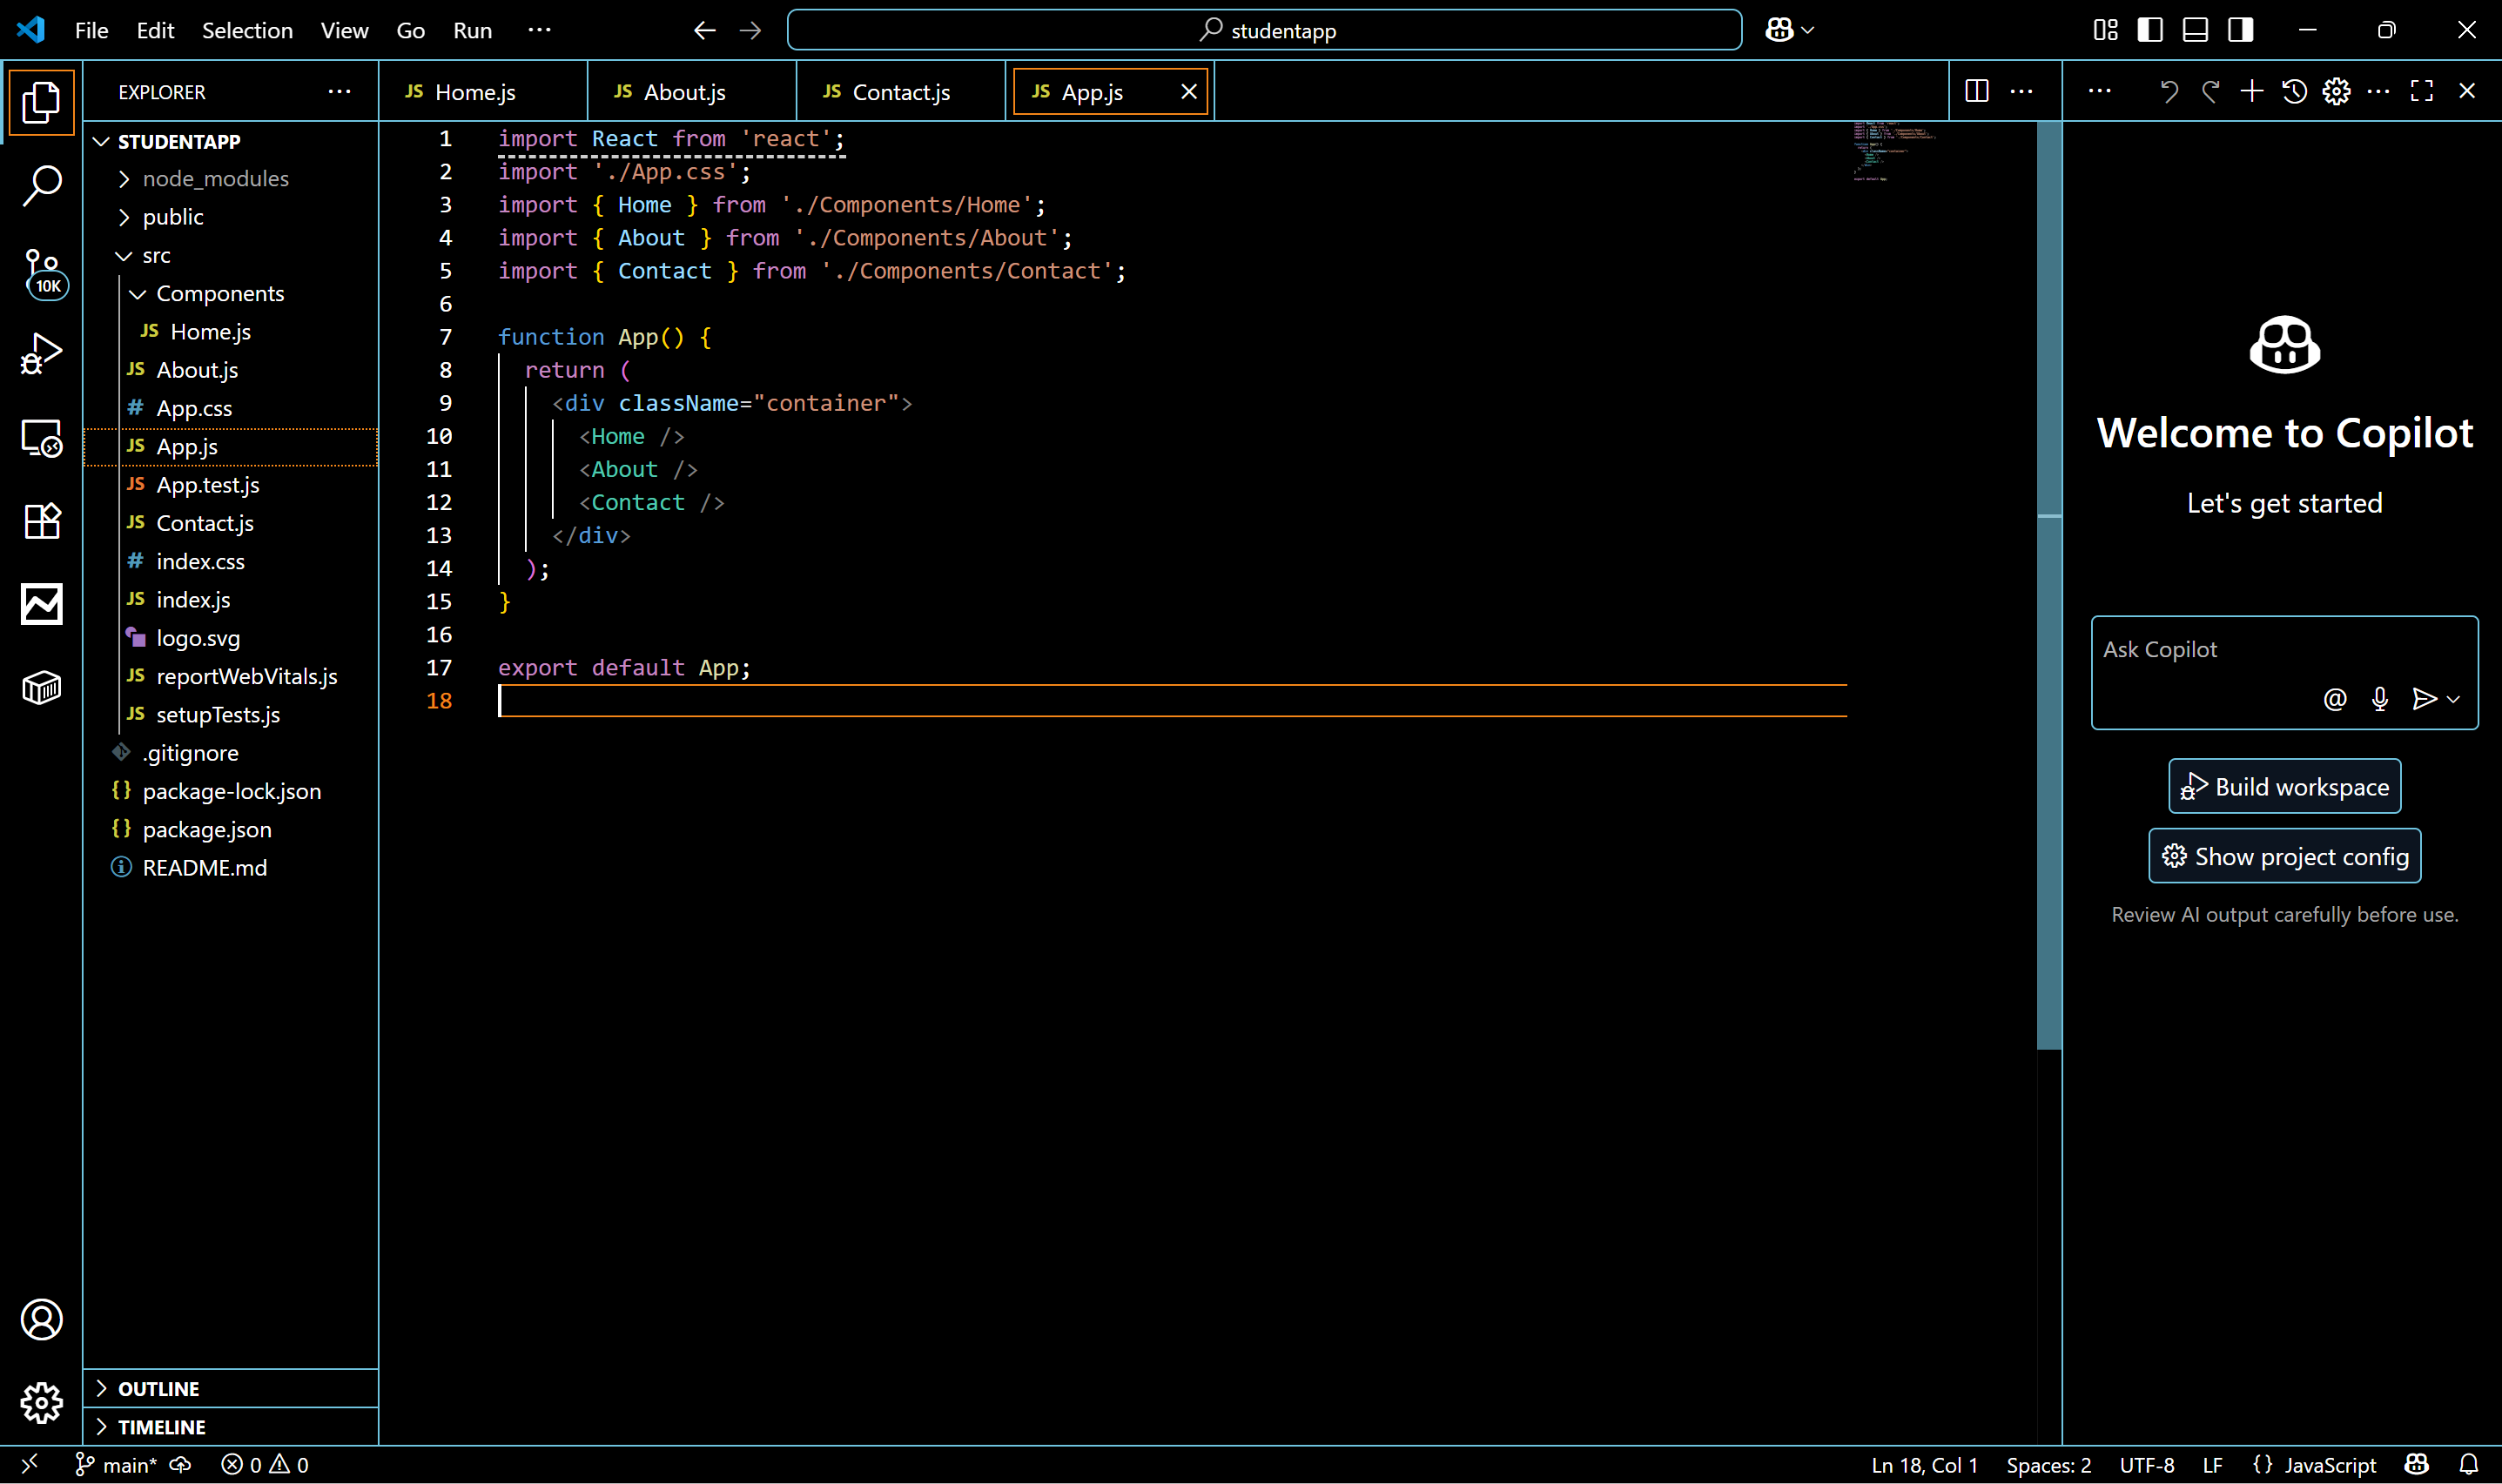 File Edit Selection View Go Run ···
studentapp
EXPLORER ···
Home.js
About.js
Contact.js
App.js
STUDENTAPP
node_modules
public
src
Components
JS Home.js
JS About.js
# App.css
JS App.js
JS App.test.js
JS Contact.js
# index.css
JS index.js
logo.svg
JS reportWebVitals.js
JS setupTests.js
.gitignore
{} package-lock.json
{} package.json
README.md
OUTLINE
TIMELINE
10K
1 import React from 'react';
2 import './App.css';
3 import { Home } from './Components/Home';
4 import { About } from './Components/About';
5 import { Contact } from './Components/Contact';
6
7 function App() {
8 return (
9 <div className="container">
10 <Home />
11 <About />
12 <Contact />
13 </div>
14 );
15 }
16
17 export default App;
18
Welcome to Copilot
Let's get started
Ask Copilot
@
Build workspace
Show project config
Review AI output carefully before use.
main* 0 0
Ln 18, Col 1 Spaces: 2 UTF-8 LF {} JavaScript